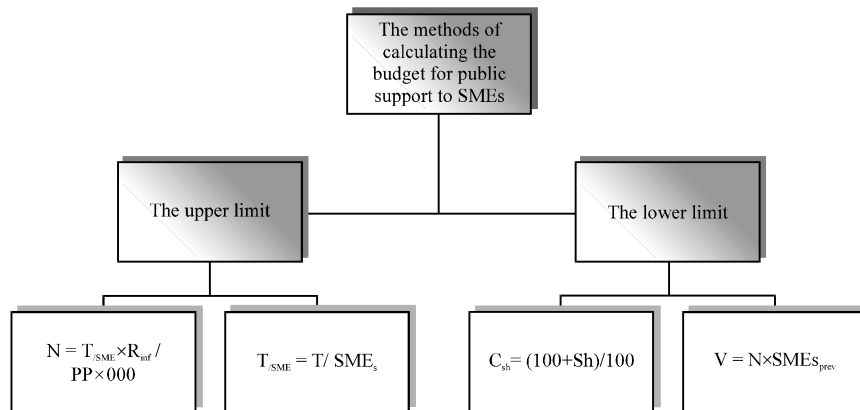 The methods of
calculating the
budget for public
support to SMEs
The upper limit
The lower limit
N = T/SME×Rinf /
PP×000
T/SME = T/ SMEs
Csh= (100+Sh)/100
V = N×SMEsprev